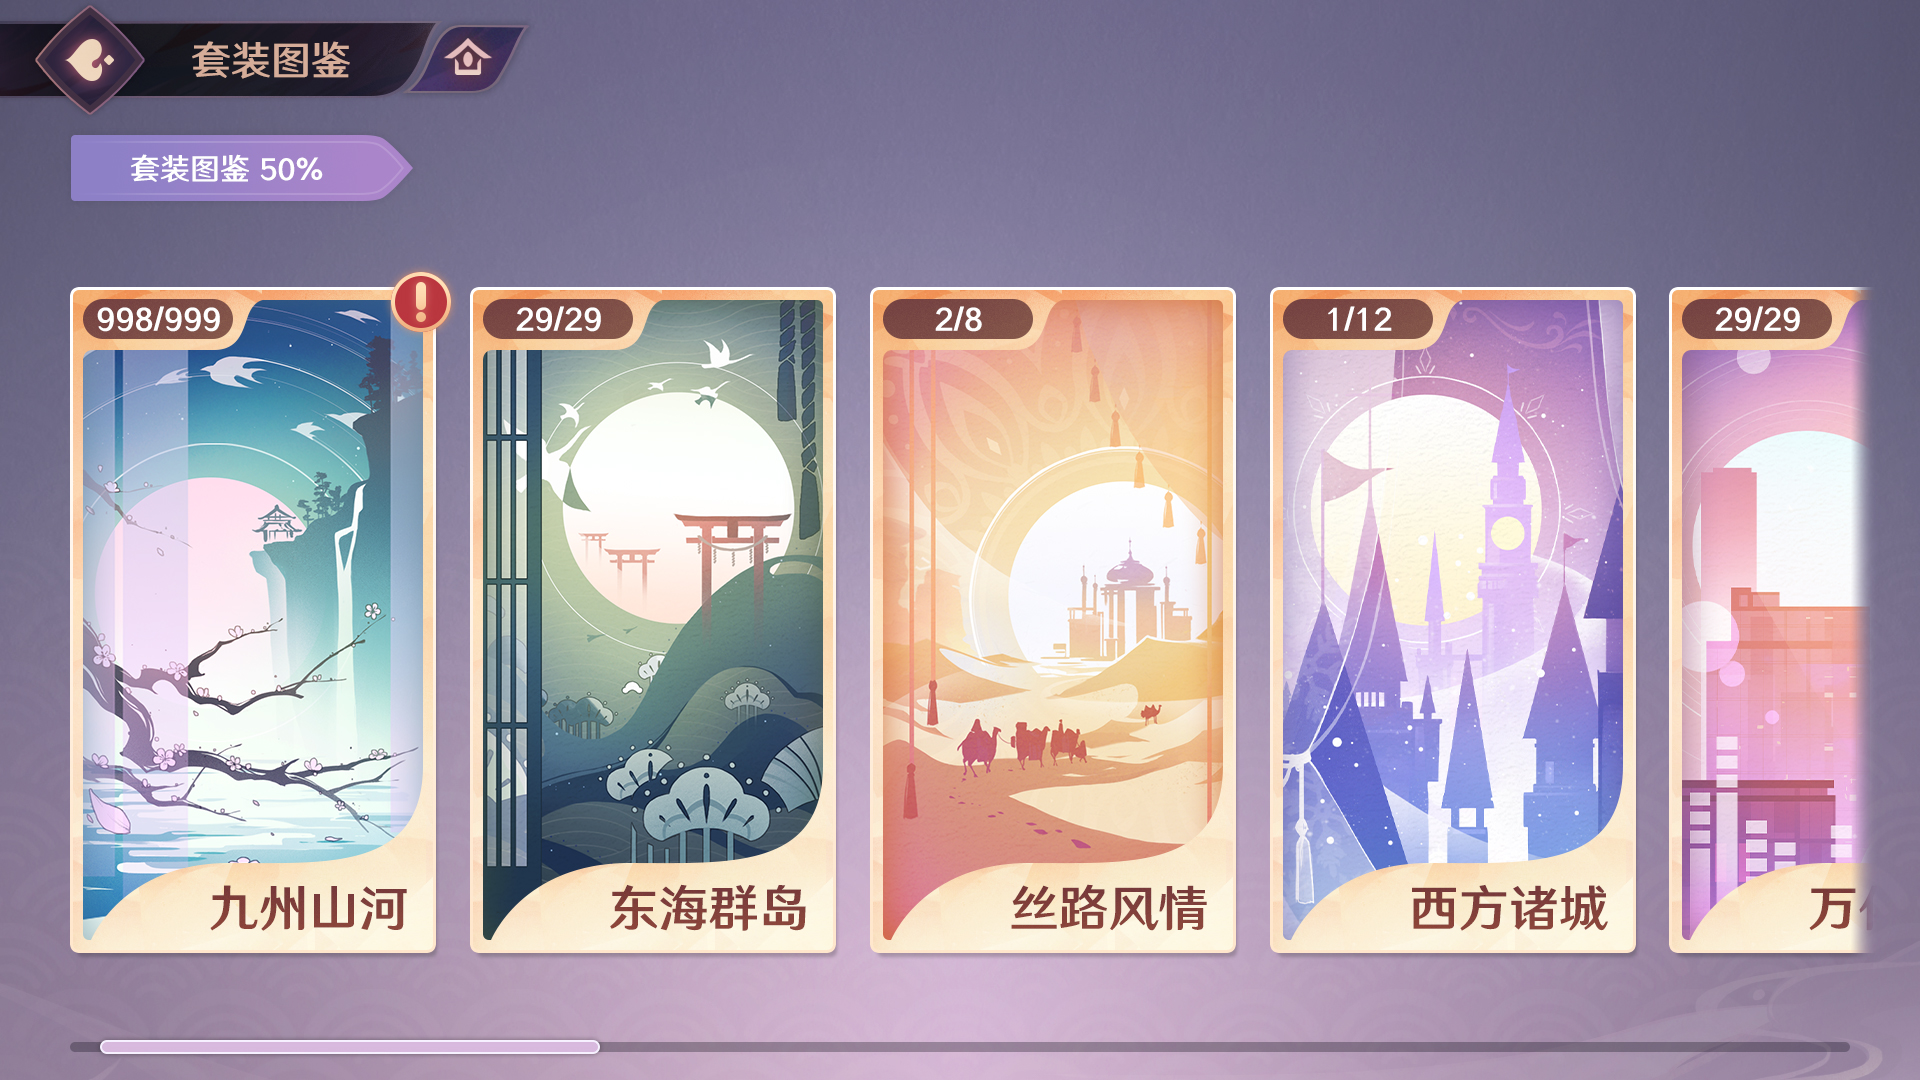 套装图鉴
套装图鉴 50%
998/999
29/29
2/8
1/12
29/29
九州山河
东海群岛
丝路风情
西方诸城
万